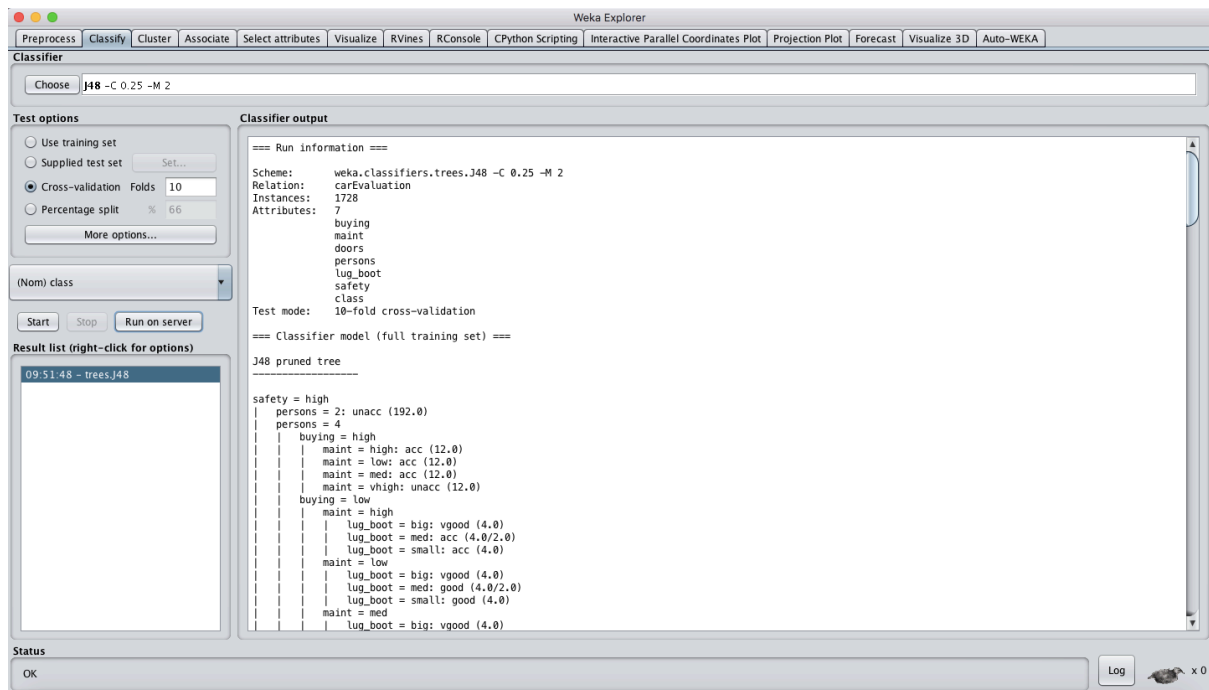 Weka Explorer
Preprocess Classify Cluster Associate Select attributes Visualize RVines RConsole CPython Scripting Interactive Parallel Coordinates Plot Projection Plot Forecast Visualize 3D Auto-WEKA
Classifier
Choose J48 -C 0.25 -M 2
Test options
Use training set
Supplied test set Set...
Cross-validation Folds 10
Percentage split % 66
More options...
(Nom) class
Start Stop Run on server
Result list (right-click for options)
09:51:48 - trees.J48
Classifier output
=== Run information ===
Scheme: weka.classifiers.trees.J48 -C 0.25 -M 2
Relation: carEvaluation
Instances: 1728
Attributes: 7
buying
maint
doors
persons
lug_boot
safety
class
Test mode: 10-fold cross-validation
=== Classifier model (full training set) ===
J48 pruned tree
------------------
safety = high
| persons = 2: unacc (192.0)
| persons = 4
| | buying = high
| | | maint = high: acc (12.0)
| | | maint = low: acc (12.0)
| | | maint = med: acc (12.0)
| | | maint = vhigh: unacc (12.0)
| | buying = low
| | | maint = high
| | | | lug_boot = big: vgood (4.0)
| | | | lug_boot = med: acc (4.0/2.0)
| | | | lug_boot = small: acc (4.0)
| | | maint = low
| | | | lug_boot = big: vgood (4.0)
| | | | lug_boot = med: good (4.0/2.0)
| | | | lug_boot = small: good (4.0)
| | | maint = med
| | | | lug_boot = big: vgood (4.0)
Status
OK
Log x 0